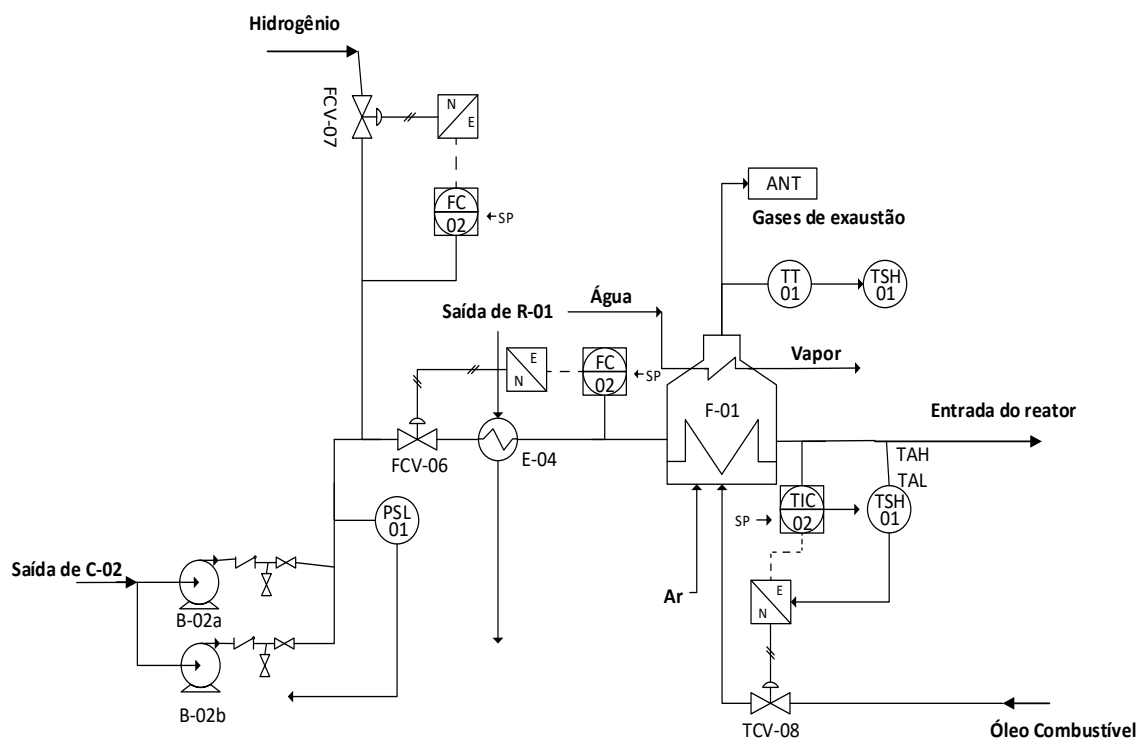 Hidrogênio
FCV-07
N
E
FC
02
SP
ANT
Gases de exaustão
TT
01
TSH
01
Saída de R-01
Água
Vapor
E
N
FC
02
SP
F-01
Entrada do reator
FCV-06
E-04
TAH
TAL
PSL
01
SP
TIC
02
TSH
01
Saída de C-02
B-02a
Ar
E
N
B-02b
TCV-08
Óleo Combustível